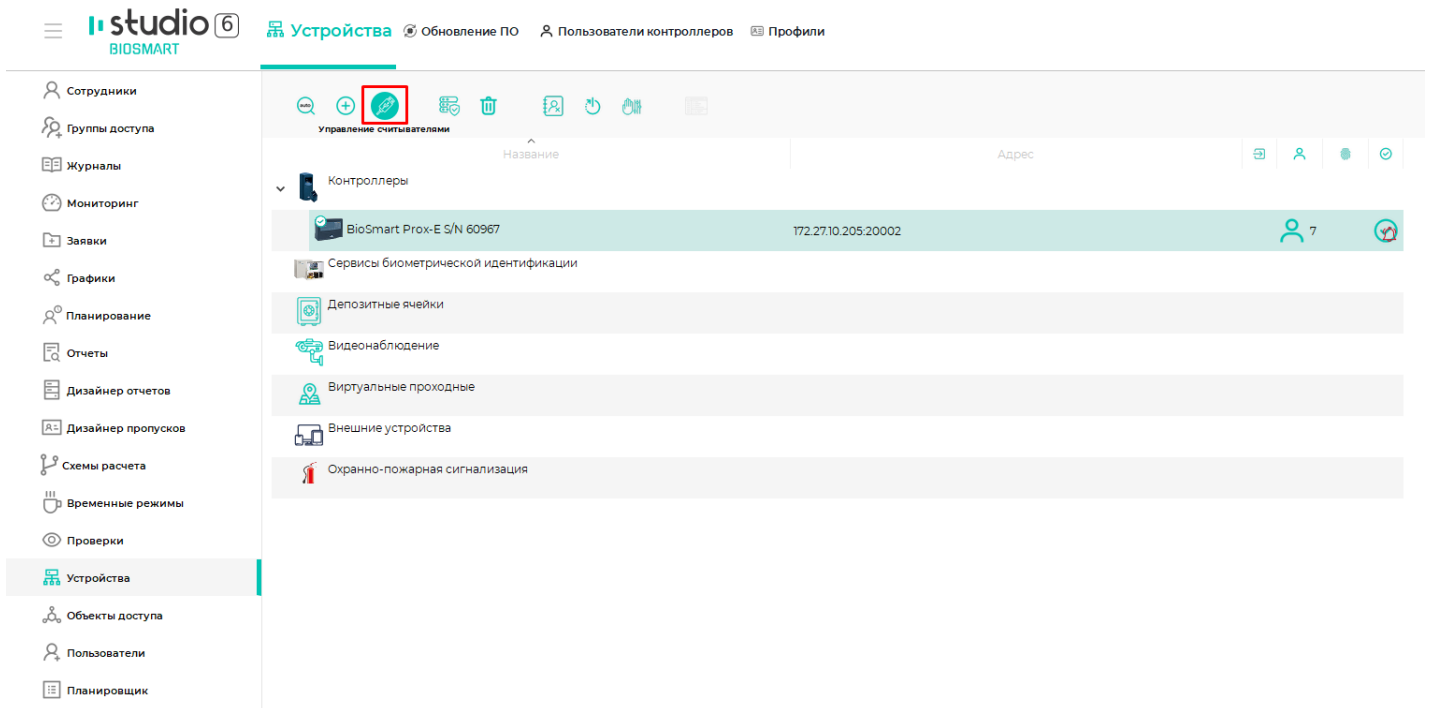 studio 6
BIOSMART
Устройства
Обновление ПО
Пользователи контроллеров
Профили
Сотрудники
Группы доступа
Журналы
Мониторинг
Заявки
Графики
Планирование
Отчеты
Дизайнер отчетов
Дизайнер пропусков
Схемы расчета
Временные режимы
Проверки
Устройства
Объекты доступа
Пользователи
Планировщик
auto
Управление считывателями
Название
Адрес
Контроллеры
BioSmart Prox-E S/N 60967
172.27.10.205:20002
7
Сервисы биометрической идентификации
Депозитные ячейки
Видеонаблюдение
Виртуальные проходные
Внешние устройства
Охранно-пожарная сигнализация